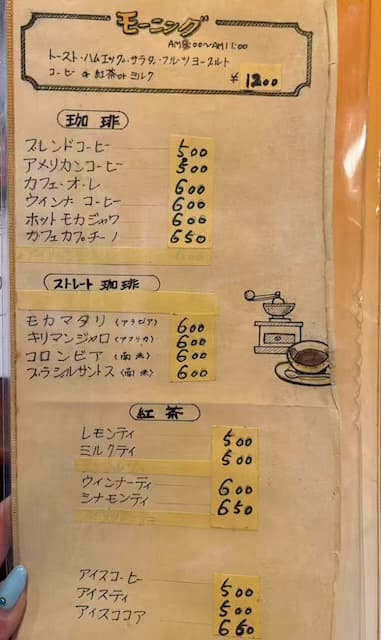 モーニング
AM8:00〜AM11:00
トースト・ハムエッグ・サラダ・フルーツヨーグルト
コーヒー or 紅茶 or ミルク ¥1200
珈琲
ブレンドコーヒー 500
アメリカンコーヒー 500
カフェ・オ・レ 600
ウインナーコーヒー 600
ホットモカジャワ 600
カフェカプチーノ 650
ストレート珈琲
モカマタリ（アラビア） 600
キリマンジャロ（アフリカ） 600
コロンビア（南米） 600
ブラジルサントス（南米） 600
紅茶
レモンティ 500
ミルクティ 500
ウィンナーティ 600
シナモンティ 650
アイスコーヒー 500
アイスティ 500
アイスココア 650